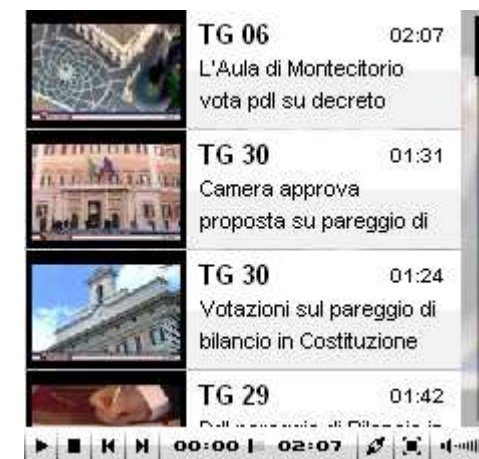 TG 06 02:07
L'Aula di Montecitorio
vota pdl su decreto
TG 30 01:31
Camera approva
proposta su pareggio di
TG 30 01:24
Votazioni sul pareggio di
bilancio in Costituzione
TG 29 01:42
00:00 02:07